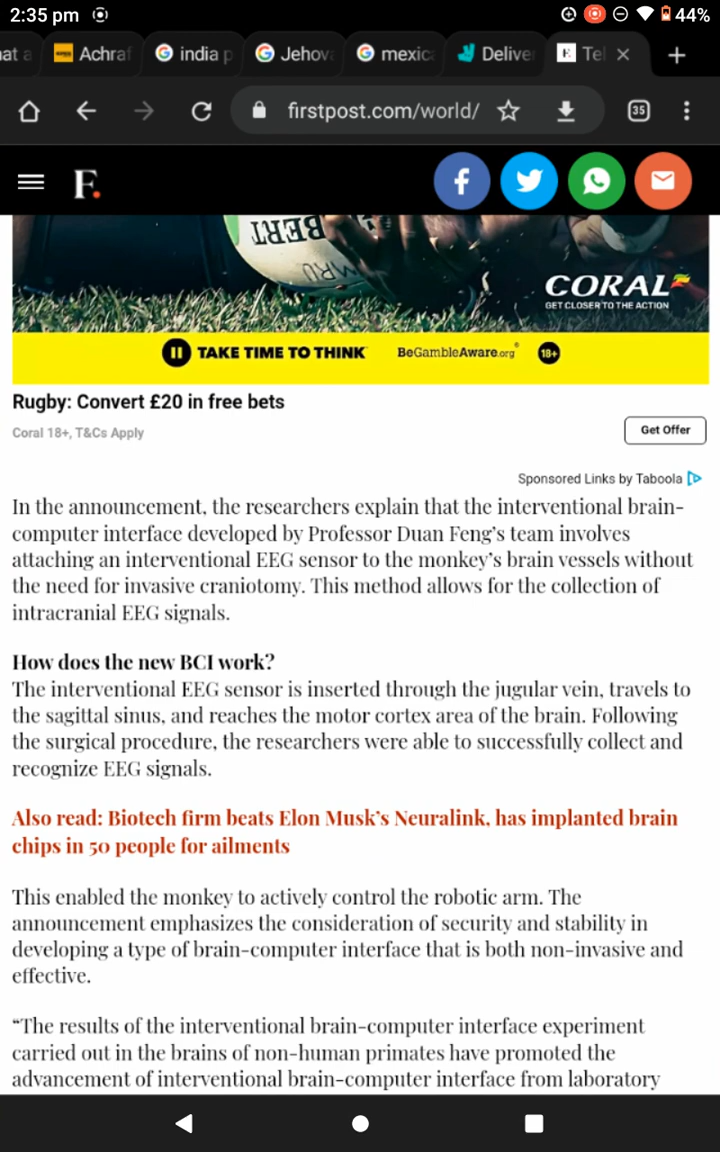 2:35 pm
44%
at a
Achraf
india p
Jehov
mexic
Delive
E
Tel
firstpost.com/world/
35
F.
BERT
MRU
CORAL
GET CLOSER TO THE ACTION
TAKE TIME TO THINK
BeGambleAware.org®
18+
Rugby: Convert £20 in free bets
Coral 18+, T&Cs Apply
Get Offer
Sponsored Links by Taboola
In the announcement, the researchers explain that the interventional brain-
computer interface developed by Professor Duan Feng’s team involves
attaching an interventional EEG sensor to the monkey’s brain vessels without
the need for invasive craniotomy. This method allows for the collection of
intracranial EEG signals.
How does the new BCI work?
The interventional EEG sensor is inserted through the jugular vein, travels to
the sagittal sinus, and reaches the motor cortex area of the brain. Following
the surgical procedure, the researchers were able to successfully collect and
recognize EEG signals.
Also read: Biotech firm beats Elon Musk’s Neuralink, has implanted brain
chips in 50 people for ailments
This enabled the monkey to actively control the robotic arm. The
announcement emphasizes the consideration of security and stability in
developing a type of brain-computer interface that is both non-invasive and
effective.
“The results of the interventional brain-computer interface experiment
carried out in the brains of non-human primates have promoted the
advancement of interventional brain-computer interface from laboratory